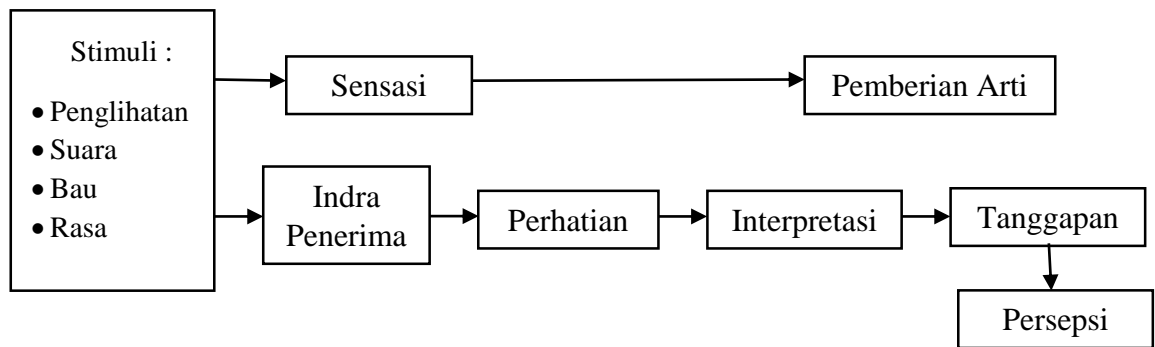 Stimuli :
• Penglihatan
• Suara
• Bau
• Rasa
Sensasi
Pemberian Arti
Indra
Penerima
Perhatian
Interpretasi
Tanggapan
Persepsi